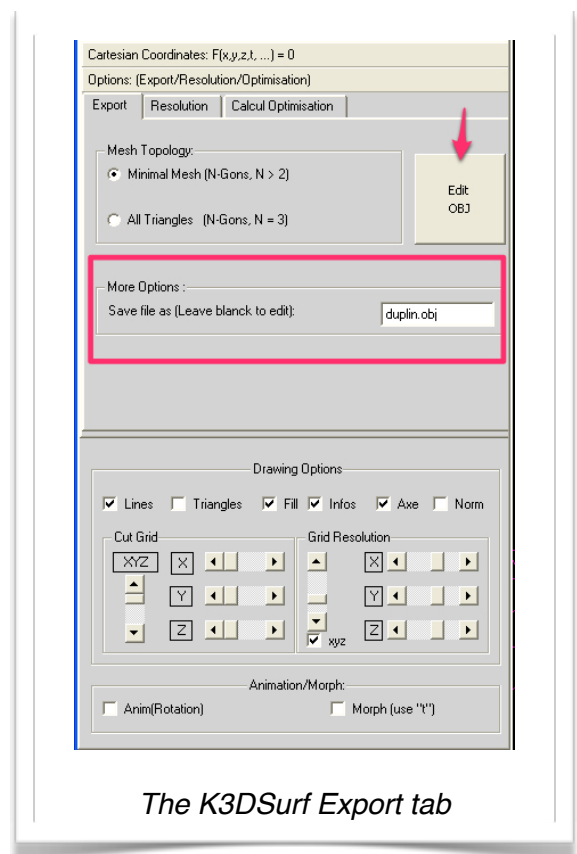 Cartesian Coordinates: F(x,y,z,t, ...) = 0
Options: (Export/Resolution/Optimisation)
Export Resolution Calcul Optimisation
Mesh Topology:
Minimal Mesh (N-Gons, N > 2)
All Triangles (N-Gons, N = 3)
Edit
OBJ
More Options :
Save file as (Leave blanck to edit): duplin.obj
Drawing Options
Lines Triangles Fill Infos Axe Norm
Cut Grid Grid Resolution
XYZ X X
Y Y
Z Z
xyz
Animation/Morph:
Anim(Rotation) Morph (use "t")
The K3DSurf Export tab